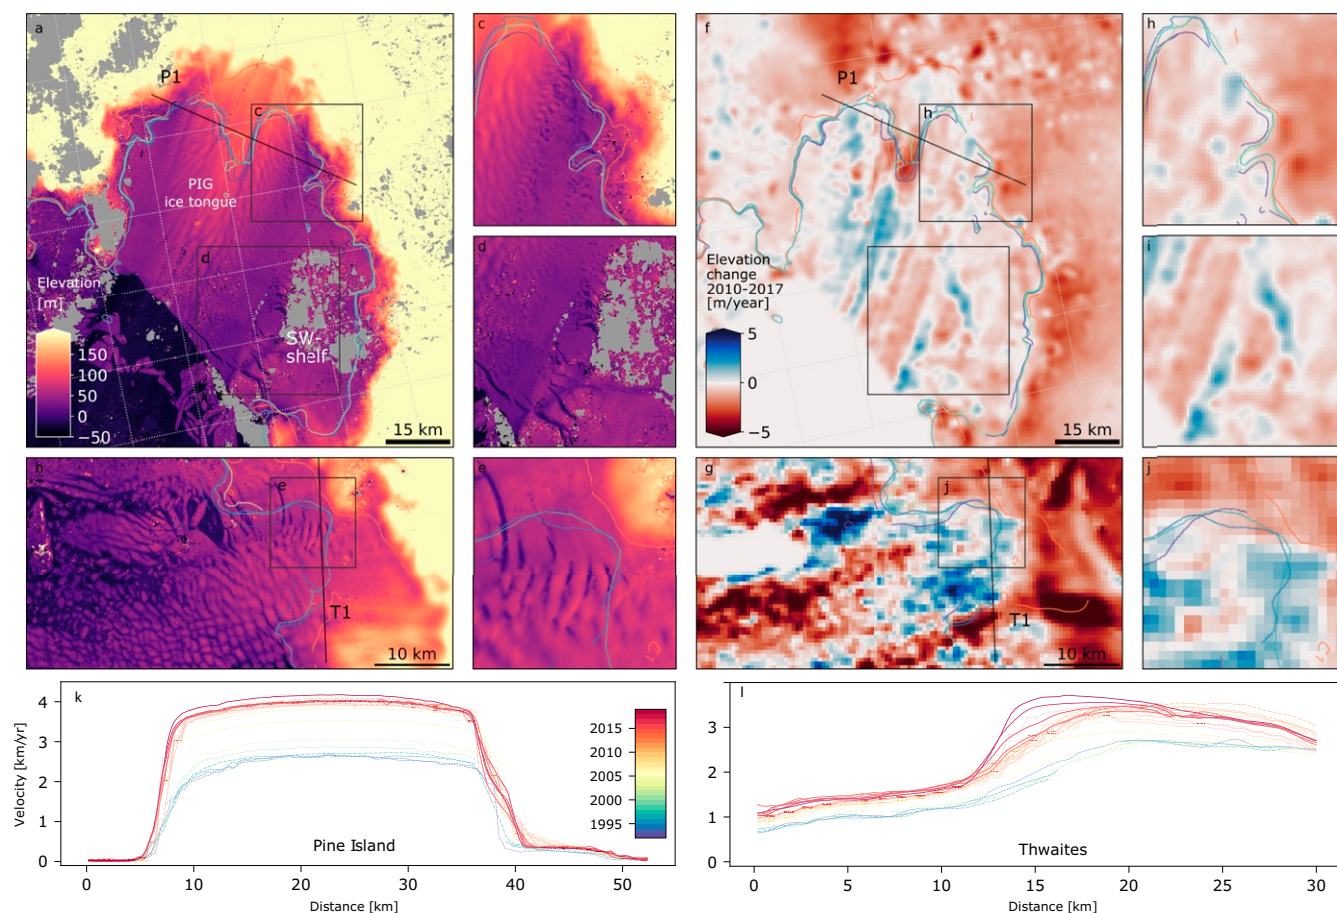 a
P1
c
PIG
ice tongue
d
Elevation
[m]
150
100
50
0
−50
SW-
shelf
15 km
c
d
f
P1
h
Elevation
change
2010-2017
[m/year]
5
0
−5
15 km
h
i
b
e
T1
10 km
e
g
j
T1
10 km
j
k
Velocity [km/yr]
4
3
2
1
0
2015
2010
2005
2000
1995
Pine Island
0
10
20
30
40
50
Distance [km]
l
3
2
1
0
Thwaites
0
5
10
15
20
25
30
Distance [km]